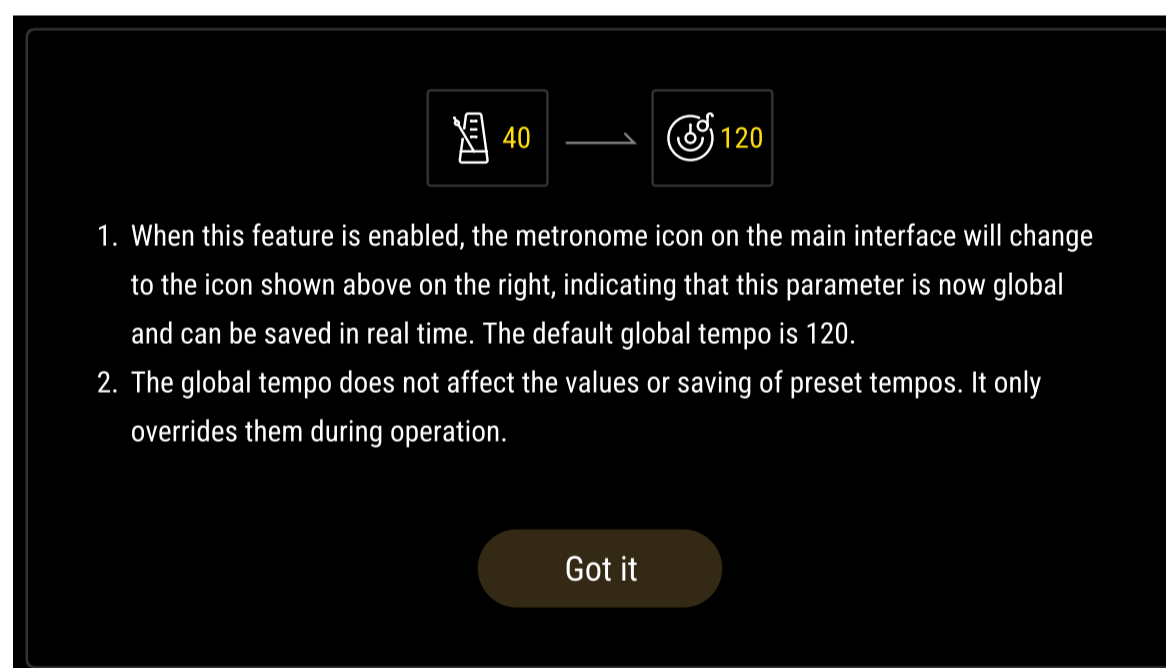 40 120
1. When this feature is enabled, the metronome icon on the main interface will change
to the icon shown above on the right, indicating that this parameter is now global
and can be saved in real time. The default global tempo is 120.
2. The global tempo does not affect the values or saving of preset tempos. It only
overrides them during operation.
Got it